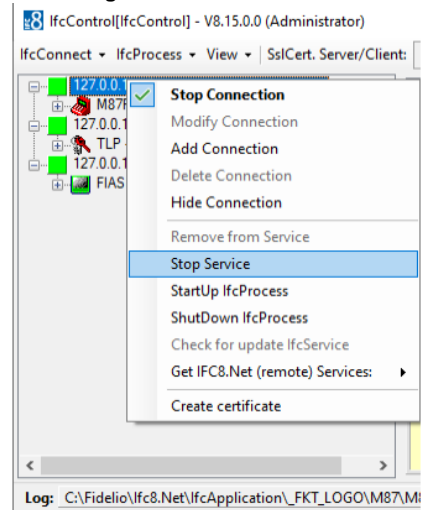 IfcControl[IfcControl] - V8.15.0.0 (Administrator)
IfcConnect IfcProcess View SslCert. Server/Client:
127.0.0.1
Stop Connection
M87F
Modify Connection
127.0.0.1
Add Connection
TLP
Delete Connection
127.0.0.1
FIAS
Hide Connection
Remove from Service
Stop Service
StartUp IfcProcess
ShutDown IfcProcess
Check for update IfcService
Get IFC8.Net (remote) Services:
Create certificate
Log: C:\Fidelio\Ifc8.Net\IfcApplication\_FKT_LOGO\M87\M8